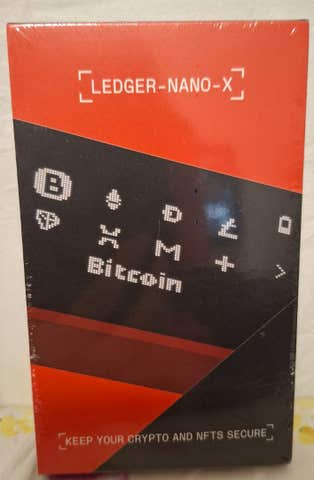 LEDGER-NANO-X
Bitcoin
KEEP YOUR CRYPTO AND NFTS SECURE